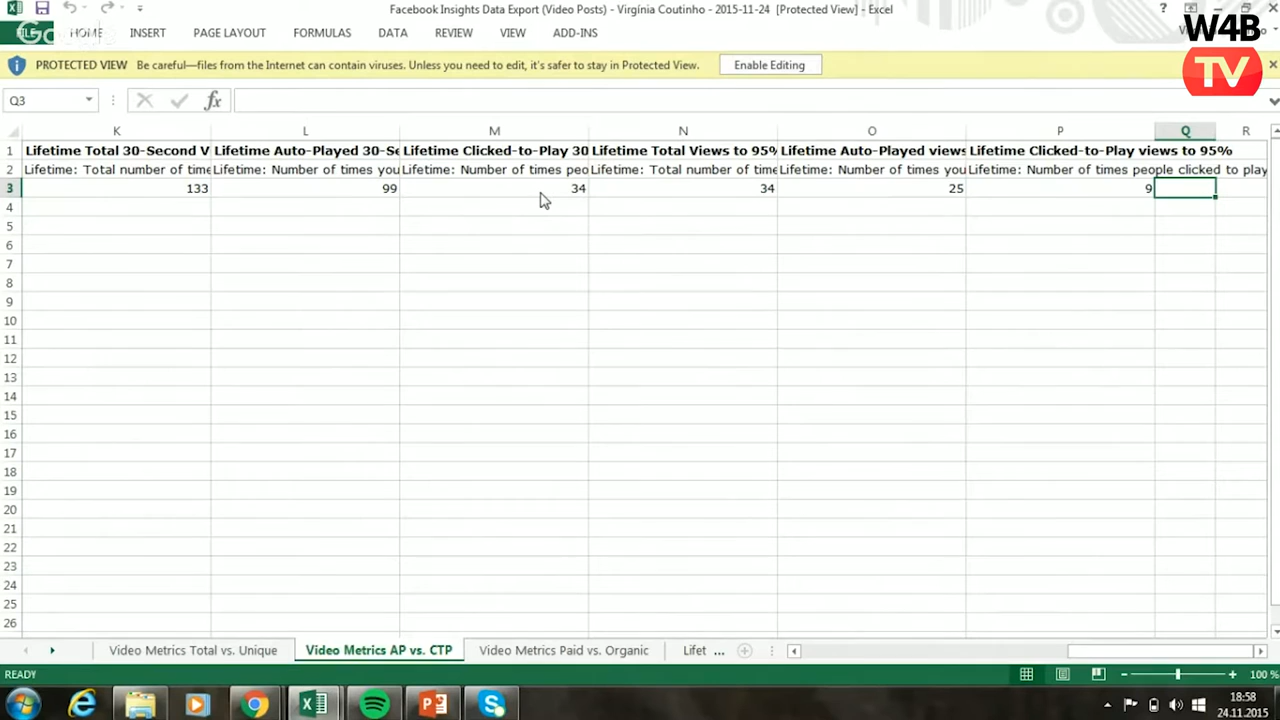 Facebook Insights Data Export (Video Posts) - Virgínia Coutinho - 2015-11-24 [Protected View] - Excel
W4B
TV
HOME INSERT PAGE LAYOUT FORMULAS DATA REVIEW VIEW ADD-INS
PROTECTED VIEW Be careful—files from the Internet can contain viruses. Unless you need to edit, it's safer to stay in Protected View. Enable Editing
Q3 fx
K L M N O P Q R
1 Lifetime Total 30-Second V Lifetime Auto-Played 30-Se Lifetime Clicked-to-Play 30 Lifetime Total Views to 95% Lifetime Auto-Played views Lifetime Clicked-to-Play views to 95%
2 Lifetime: Total number of time Lifetime: Number of times you Lifetime: Number of times peo Lifetime: Total number of time Lifetime: Number of times you Lifetime: Number of times people clicked to play
3 133 99 34 34 25 9
4
5
6
7
8
9
10
11
12
13
14
15
16
17
18
19
20
21
22
23
24
25
26
Video Metrics Total vs. Unique Video Metrics AP vs. CTP Video Metrics Paid vs. Organic Lifet ...
READY 100 %
18:58
24.11.2015